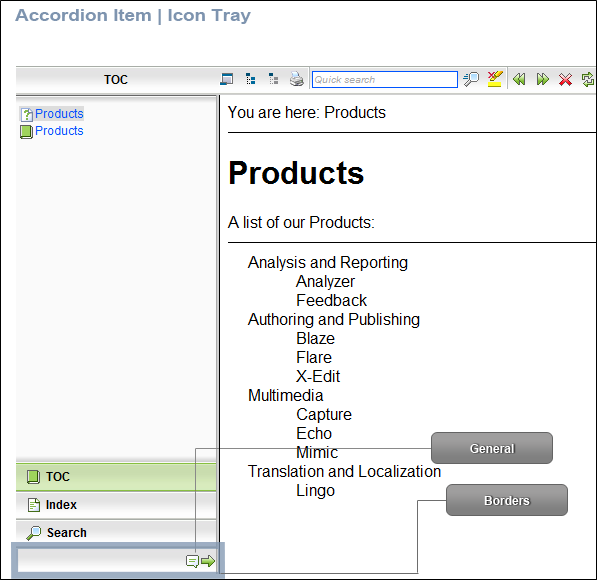 Accordion Item | Icon Tray
TOC
Quick search
Products
Products
You are here: Products
Products
A list of our Products:
Analysis and Reporting
Analyzer
Feedback
Authoring and Publishing
Blaze
Flare
X-Edit
Multimedia
Capture
Echo
Mimic
Translation and Localization
Lingo
General
Borders
TOC
Index
Search